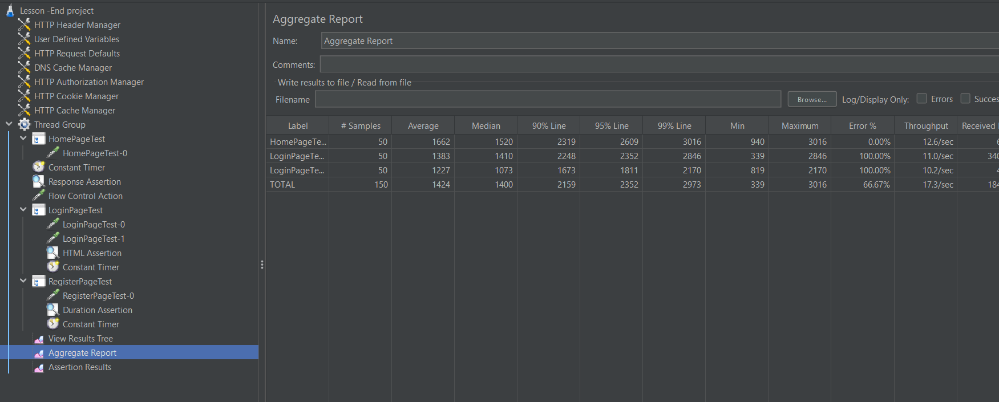 Lesson -End project
HTTP Header Manager
User Defined Variables
HTTP Request Defaults
DNS Cache Manager
HTTP Authorization Manager
HTTP Cookie Manager
HTTP Cache Manager
Thread Group
HomePageTest
HomePageTest-0
Constant Timer
Response Assertion
Flow Control Action
LoginPageTest
LoginPageTest-0
LoginPageTest-1
HTML Assertion
Constant Timer
RegisterPageTest
RegisterPageTest-0
Duration Assertion
Constant Timer
View Results Tree
Aggregate Report
Assertion Results
Aggregate Report
Name: Aggregate Report
Comments:
Write results to file / Read from file
Filename Browse... Log/Display Only: Errors Succes
Label # Samples Average Median 90% Line 95% Line 99% Line Min Maximum Error % Throughput Received
HomePageTe... 50 1662 1520 2319 2609 3016 940 3016 0.00% 12.6/sec 6
LoginPageTe... 50 1383 1410 2248 2352 2846 339 2846 100.00% 11.0/sec 340
LoginPageTe... 50 1227 1073 1673 1811 2170 819 2170 100.00% 10.2/sec 4
TOTAL 150 1424 1400 2159 2352 2973 339 3016 66.67% 17.3/sec 184